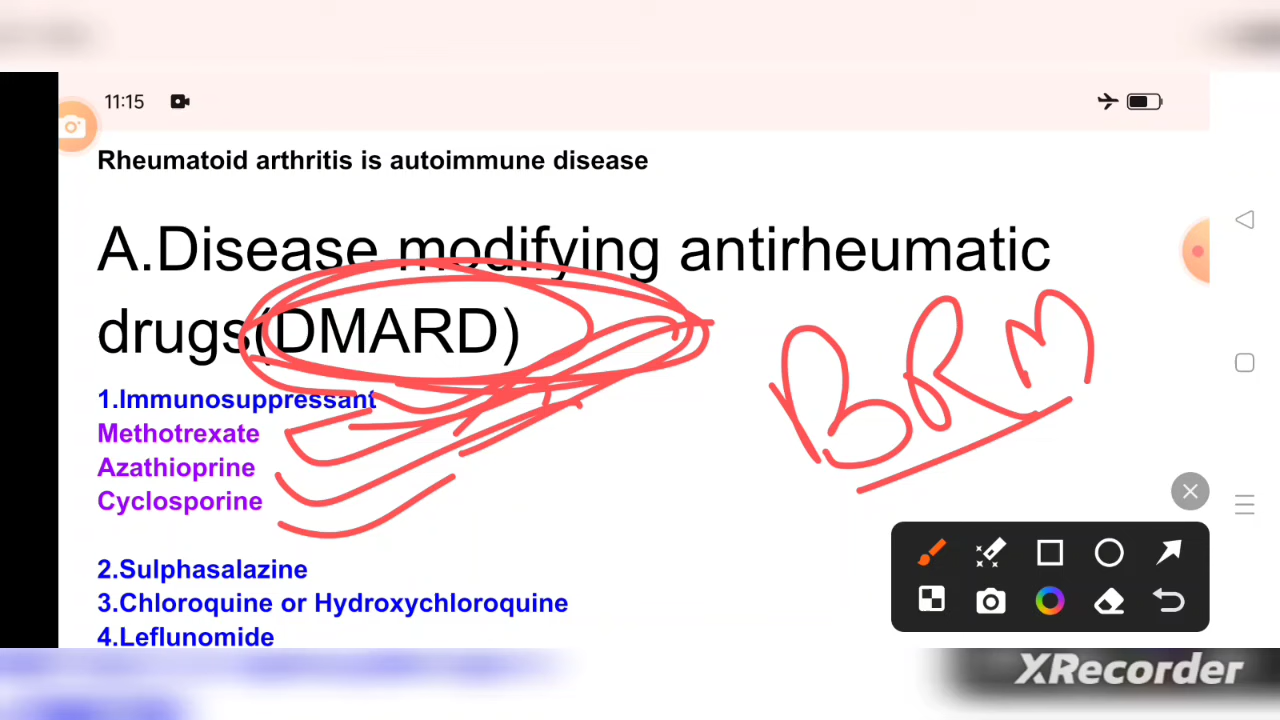 11:15
Rheumatoid arthritis is autoimmune disease
A.Disease modifying antirheumatic
drugs(DMARD)
BRM
1.Immunosuppressant
Methotrexate
Azathioprine
Cyclosporine
2.Sulphasalazine
3.Chloroquine or Hydroxychloroquine
4.Leflunomide
XRecorder